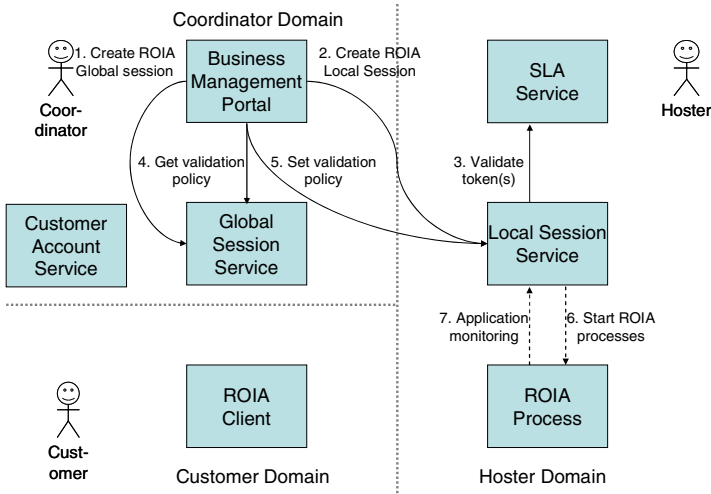 Coordinator Domain
1. Create ROIA
Global session
Business
Management
Portal
2. Create ROIA
Local Session
SLA
Service
Coor-
dinator
Hoster
4. Get validation
policy
5. Set validation
policy
3. Validate
token(s)
Customer
Account
Service
Global
Session
Service
Local Session
Service
7. Application
monitoring
6. Start ROIA
processes
ROIA
Client
ROIA
Process
Cust-
omer
Customer Domain
Hoster Domain